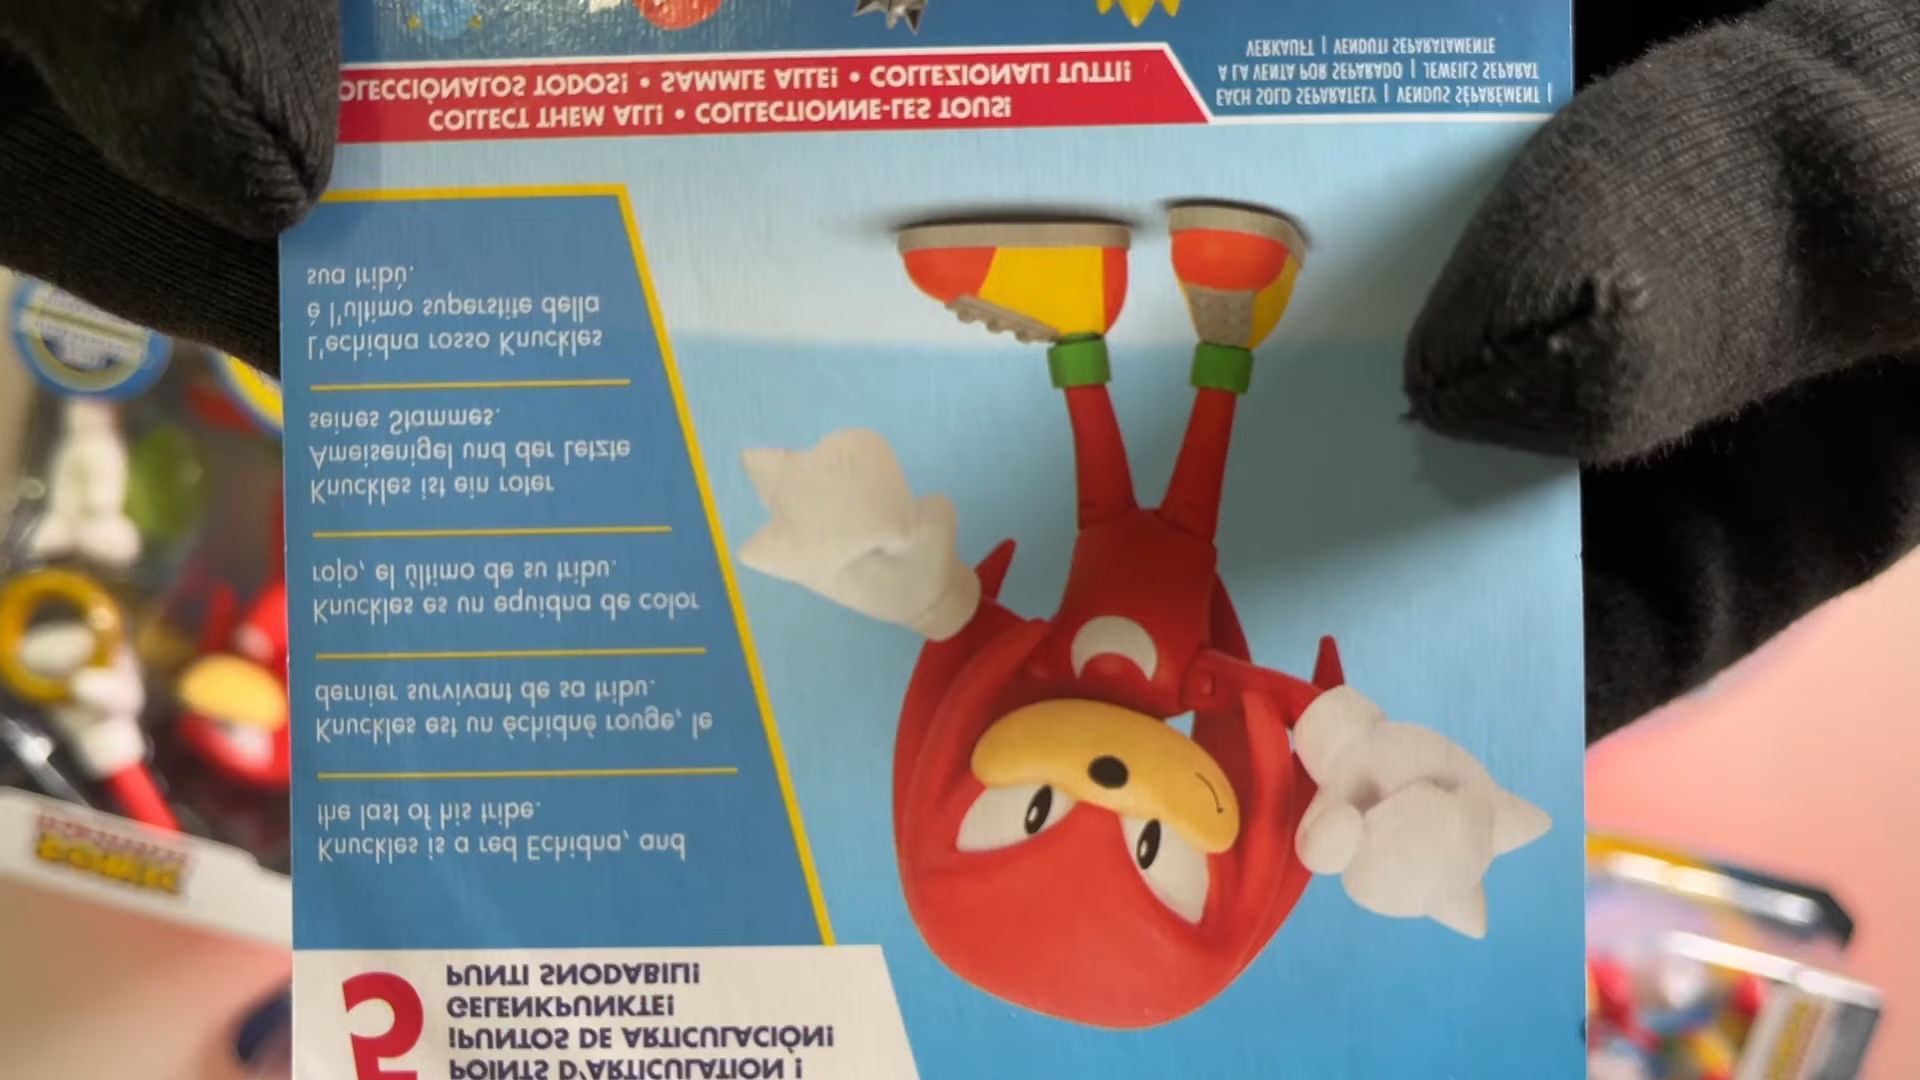 5
POINTS D'ARTICULATION !
¡PUNTOS DE ARTICULACIÓN!
GELENKPUNKTE!
PUNTI SNODABILI!
Knuckles is a red Echidna, and
the last of his tribe.
Knuckles est un échidné rouge, le
dernier survivant de sa tribu.
Knuckles es un equidna de color
rojo, el último de su tribu.
Knuckles ist ein roter
Ameisenigel und der Letzte
seines Stammes.
L'echidna rosso Knuckles
è l'ultimo superstite della
sua tribù.
COLLECT THEM ALL! • COLLECTIONNE-LES TOUS!
OLECCIÓNALOS TODOS! • SAMMLE ALLE! • COLLEZIONALI TUTTI!
EACH SOLD SEPARATELY | VENDUS SÉPARÉMENT |
A LA VENTA POR SEPARADO | JEWEILS SEPARAT
VERKAUFT | VENDUTI SEPARATAMENTE